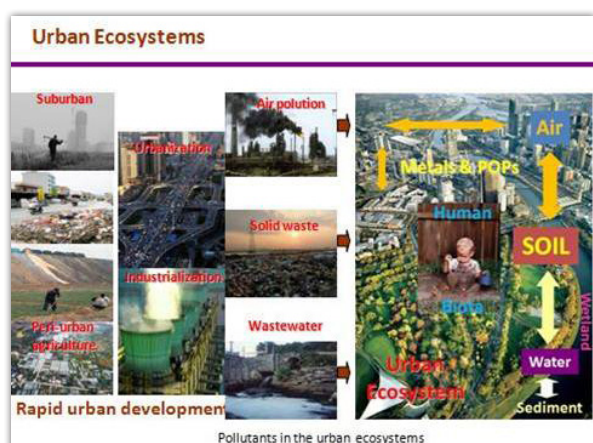 Urban Ecosystems
Suburban
Peri-urban
agriculture
Urbanization
Industrialization
Rapid urban development
Air polution
Solid waste
Wastewater
Air
Metals & POPs
Human
SOIL
Biota
Wetland
Urban
Ecosystem
Water
Sediment
Pollutants in the urban ecosystems